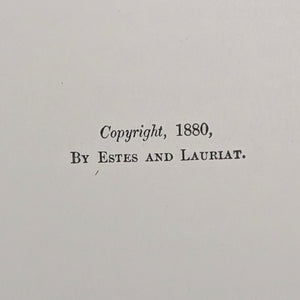 Copyright, 1880,
By Estes and Lauriat.